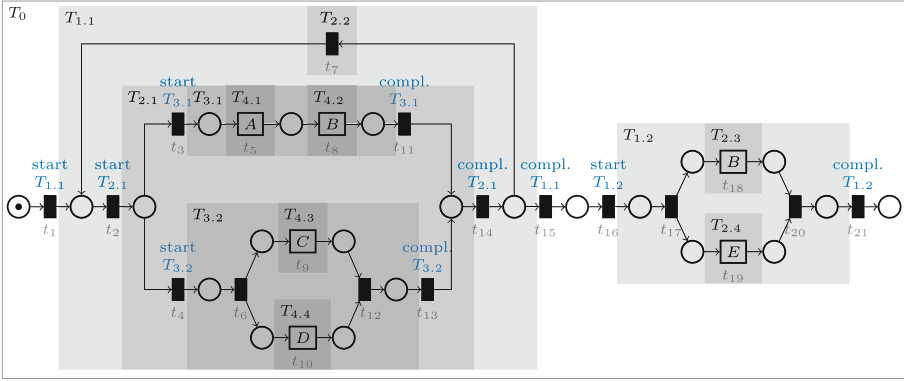 T0
T1.1
T2.2
t7
start
compl.
T2.1
T3.1
T3.1
T4.1
T4.2
T3.1
A
B
t3
t5
t8
t11
T1.2
T2.3
B
t18
start
start
compl.
compl.
start
compl.
T1.1
T2.1
T2.1
T1.1
T1.2
T1.2
t1
t2
t14
t15
t16
t17
t20
t21
T3.2
T4.3
T2.4
start
C
compl.
E
T3.2
t9
T3.2
t19
t4
t6
T4.4
t12
t13
D
t10